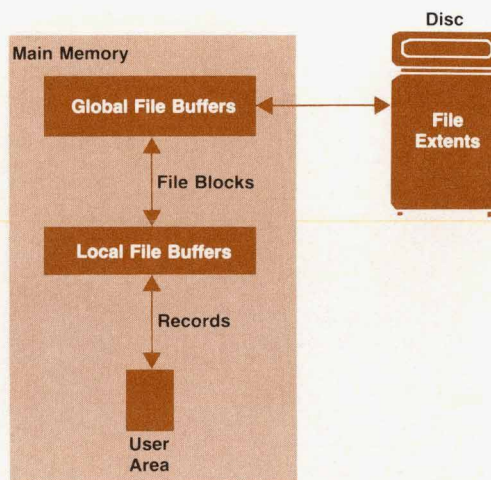 Disc
Main Memory
Global File Buffers
File
Extents
File Blocks
Local File Buffers
Records
User
Area